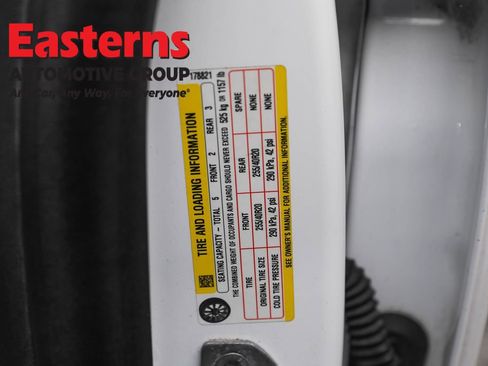 Easterns
AUTOMOTIVE GROUP
Any Car, Any Way, For Everyone®
178821
TIRE AND LOADING INFORMATION
SEATING CAPACITY – TOTAL 5 FRONT 2 REAR 3
THE COMBINED WEIGHT OF OCCUPANTS AND CARGO SHOULD NEVER EXCEED 525 kg OR 1157 lb
TIRE FRONT REAR SPARE
ORIGINAL TIRE SIZE 255/40R20 255/40R20 NONE
COLD TIRE PRESSURE 290 kPa, 42 psi 290 kPa, 42 psi NONE
SEE OWNER'S MANUAL FOR ADDITIONAL INFORMATION.